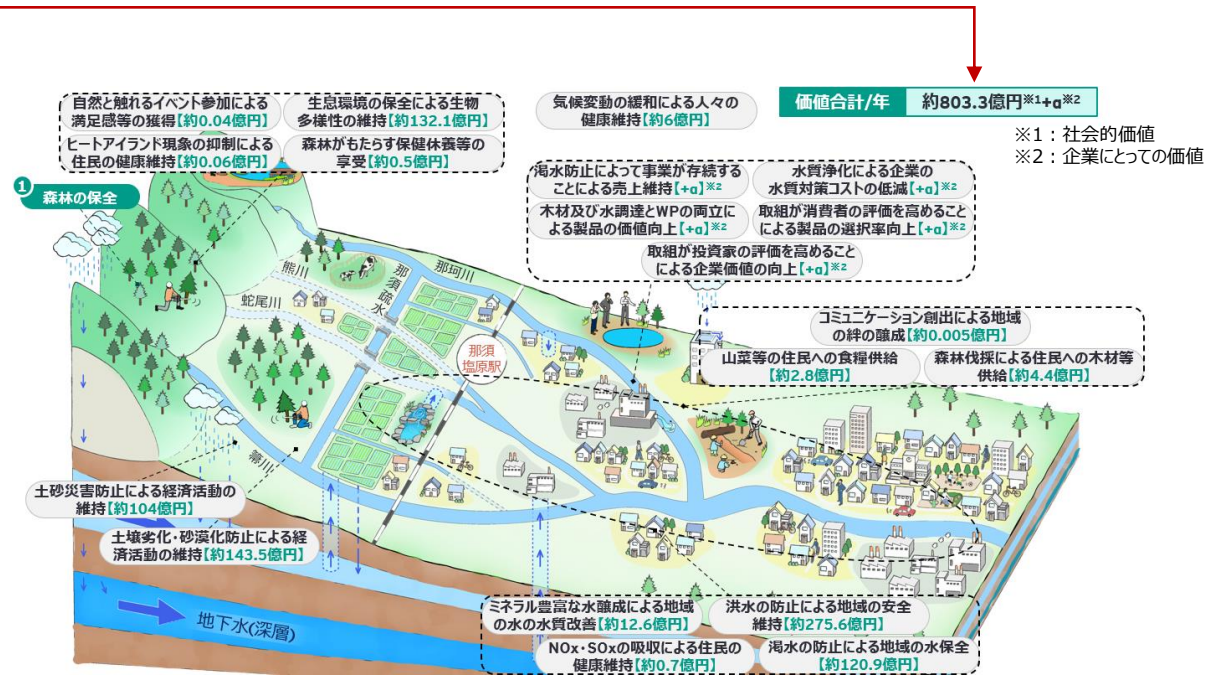 価値合計/年 約803.3億円※1+α※2
※1：社会的価値
※2：企業にとっての価値
自然と触れるイベント参加による
満足感等の獲得【約0.04億円】
生息環境の保全による生物
多様性の維持【約132.1億円】
ヒートアイランド現象の抑制による
住民の健康維持【約0.06億円】
森林がもたらす保健休養等の
享受【約0.5億円】
気候変動の緩和による人々の
健康維持【約6億円】
渇水防止によって事業が存続する
ことによる売上維持【+α】※2
水質浄化による企業の
水質対策コストの低減【+α】※2
木材及び水調達とWPの両立に
よる製品の価値向上【+α】※2
取組が消費者の評価を高めること
による製品の選択率向上【+α】※2
取組が投資家の評価を高めること
による企業価値の向上【+α】※2
1 森林の保全
那珂川
熊川
那須疏水
蛇尾川
那須
塩原駅
コミュニケーション創出による地域
の絆の醸成【約0.005億円】
山菜等の住民への食糧供給
【約2.8億円】
森林伐採による住民への木材等
供給【約4.4億円】
箒川
土砂災害防止による経済活動の
維持【約104億円】
土壌劣化・砂漠化防止による経
済活動の維持【約143.5億円】
地下水(深層)
ミネラル豊富な水醸成による地域
の水の水質改善【約12.6億円】
洪水の防止による地域の安全
維持【約275.6億円】
NOx・SOxの吸収による住民の
健康維持【約0.7億円】
渇水の防止による地域の水保全
【約120.9億円】